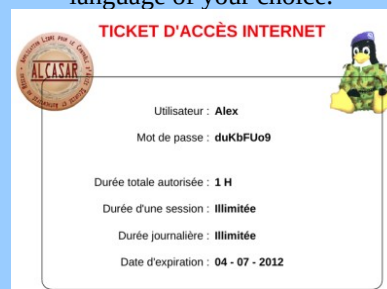 language of your choice.
TICKET D'ACCÈS INTERNET
ALCASAR
Utilisateur : Alex
Mot de passe : duKbFUo9
Durée totale autorisée : 1 H
Durée d'une session : Illimitée
Durée journalière : Illimitée
Date d'expiration : 04 - 07 - 2012